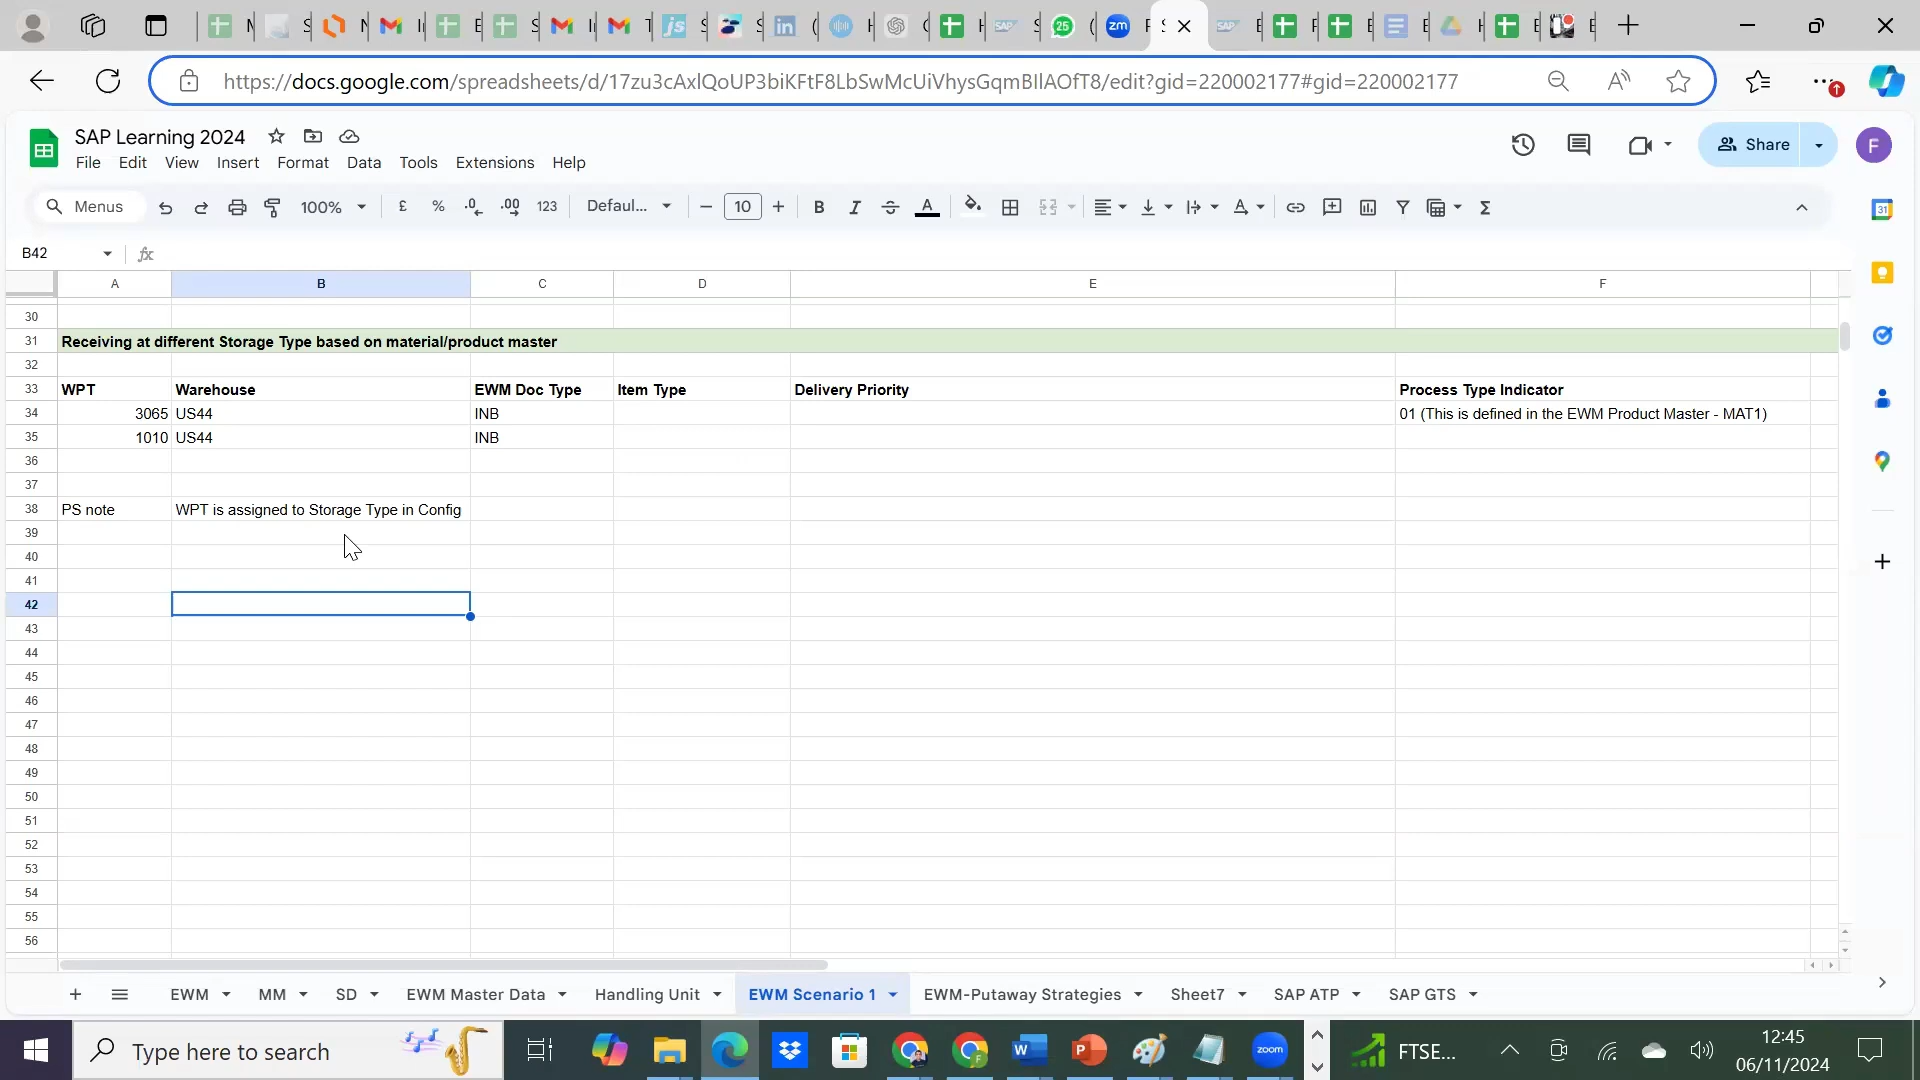 25
zm
https://docs.google.com/spreadsheets/d/17zu3cAxlQoUP3biKFtF8LbSwMcUiVhysGqmBIlAOfT8/edit?gid=220002177#gid=220002177
SAP Learning 2024
File Edit View Insert Format Data Tools Extensions Help
Share
F
Menus 100% £ % .0 .00 123 Defaul... 10 B I A
B42 fx
A B C D E F
30
31 Receiving at different Storage Type based on material/product master
32
33 WPT Warehouse EWM Doc Type Item Type Delivery Priority Process Type Indicator
34 3065 US44 INB 01 (This is defined in the EWM Product Master - MAT1)
35 1010 US44 INB
36
37
38 PS note WPT is assigned to Storage Type in Config
39
40
41
42
43
44
45
46
47
48
49
50
51
52
53
54
55
56
EWM MM SD EWM Master Data Handling Unit EWM Scenario 1 EWM-Putaway Strategies Sheet7 SAP ATP SAP GTS
Type here to search
zoom
FTSE...
12:45
06/11/2024